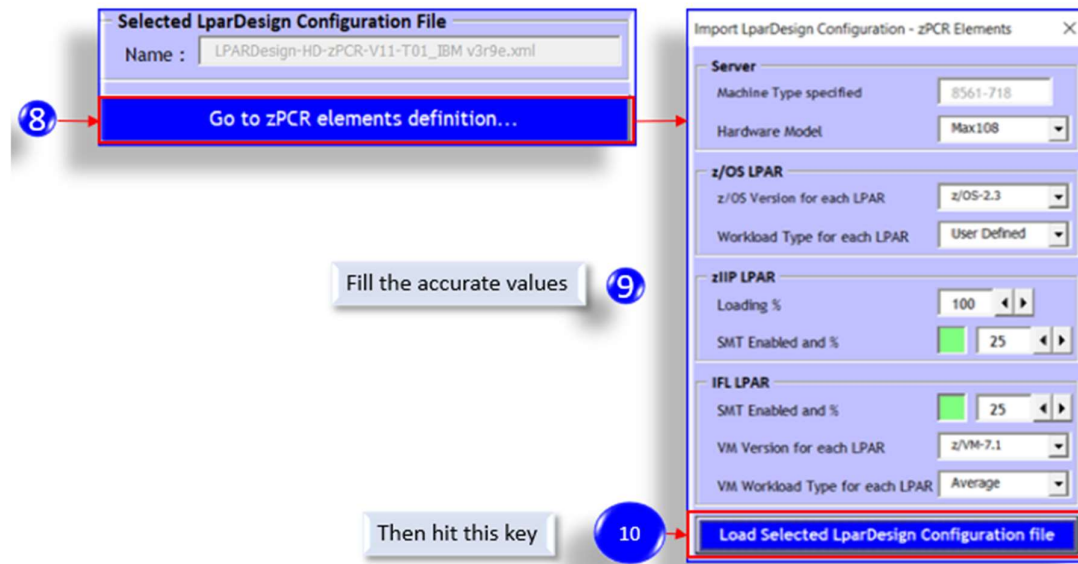 Selected LparDesign Configuration File
Name : LPARDesign-HD-zPCR-V11-T01_IBM v3r9e.xml
8
Go to zPCR elements definition...
Fill the accurate values
9
Then hit this key
10
Import LparDesign Configuration - zPCR Elements
Server
Machine Type specified 8561-718
Hardware Model Max108
z/OS LPAR
z/OS Version for each LPAR z/OS-2.3
Workload Type for each LPAR User Defined
zIIP LPAR
Loading % 100
SMT Enabled and % 25
IFL LPAR
SMT Enabled and % 25
VM Version for each LPAR z/VM-7.1
VM Workload Type for each LPAR Average
Load Selected LparDesign Configuration file